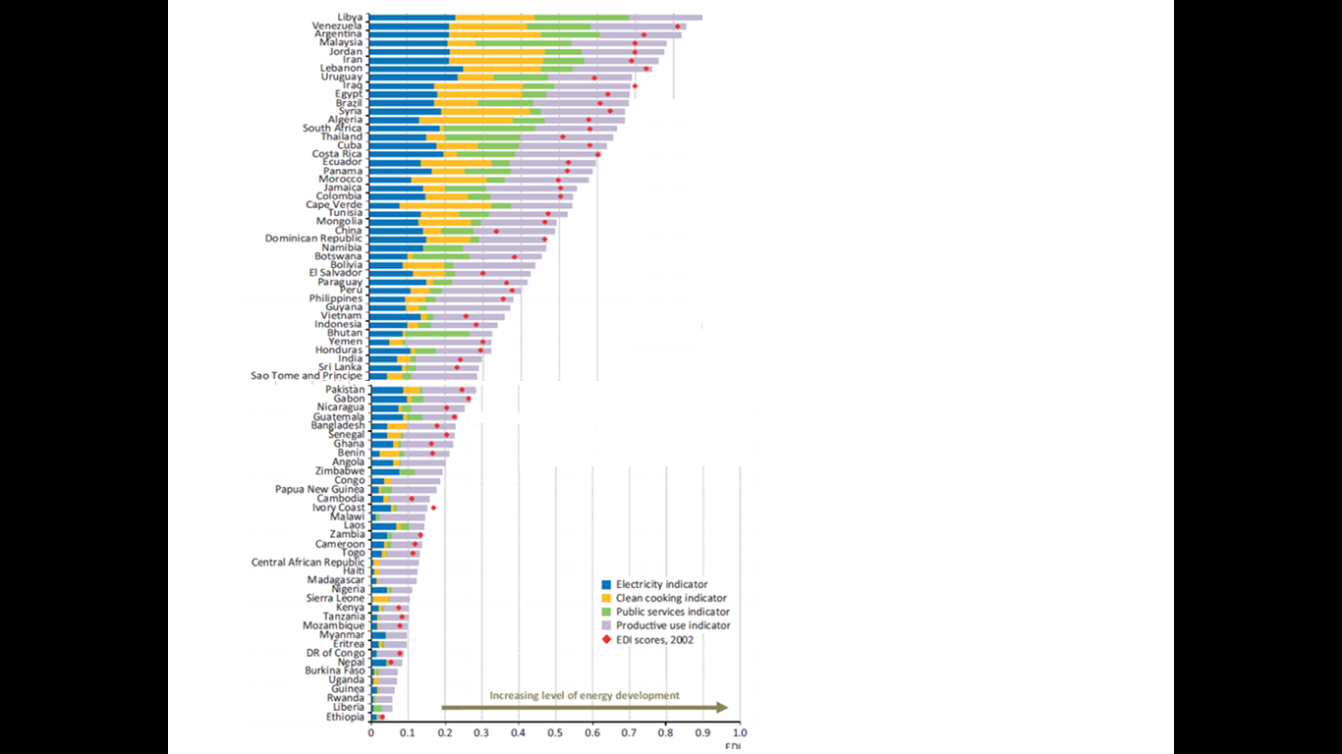 Libya
Venezuela
Argentina
Malaysia
Jordan
Iran
Lebanon
Uruguay
Iraq
Egypt
Brazil
Syria
Algeria
South Africa
Thailand
Cuba
Costa Rica
Ecuador
Panama
Morocco
Jamaica
Colombia
Cape Verde
Tunisia
Mongolia
China
Dominican Republic
Namibia
Botswana
Bolivia
El Salvador
Paraguay
Peru
Philippines
Guyana
Vietnam
Indonesia
Bhutan
Yemen
Honduras
India
Sri Lanka
Sao Tome and Principe
Pakistan
Gabon
Nicaragua
Guatemala
Bangladesh
Senegal
Ghana
Benin
Angola
Zimbabwe
Congo
Papua New Guinea
Cambodia
Ivory Coast
Malawi
Laos
Zambia
Cameroon
Togo
Central African Republic
Haiti
Madagascar
Nigeria
Sierra Leone
Kenya
Tanzania
Mozambique
Myanmar
Eritrea
DR of Congo
Nepal
Burkina Faso
Uganda
Guinea
Rwanda
Liberia
Ethiopia
Electricity indicator
Clean cooking indicator
Public services indicator
Productive use indicator
EDI scores, 2002
Increasing level of energy development
0 0.1 0.2 0.3 0.4 0.5 0.6 0.7 0.8 0.9 1.0
EDI